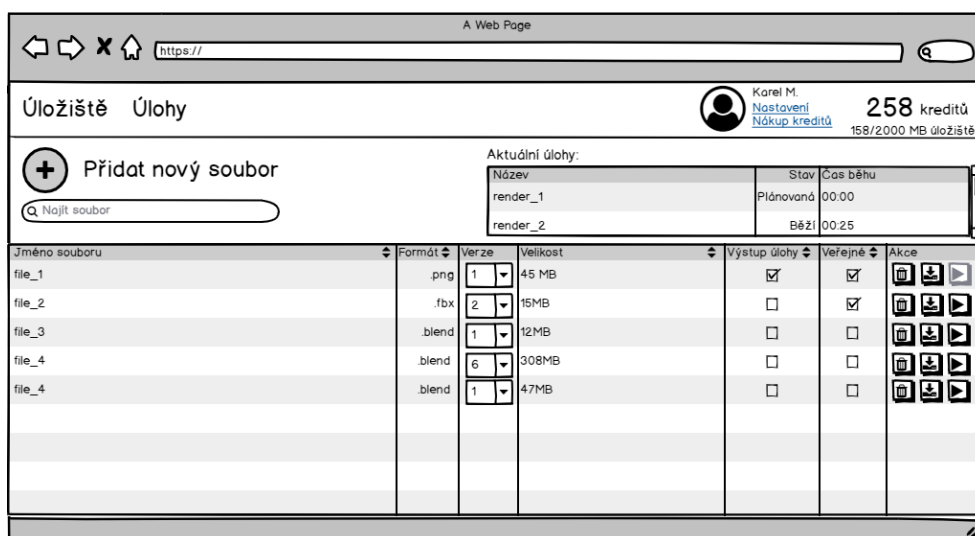 A Web Page
https://
Úložiště Úlohy
Karel M.
Nastavení
Nákup kreditů
258 kreditů
158/2000 MB úložiště
Přidat nový soubor
Najít soubor
Aktuální úlohy:
Název Stav Čas běhu
render_1 Plánovaná 00:00
render_2 Běží 00:25
Jméno souboru Formát Verze Velikost Výstup úlohy Veřejné Akce
file_1 .png 1 45 MB
file_2 .fbx 2 15MB
file_3 .blend 1 12MB
file_4 .blend 6 308MB
file_4 .blend 1 47MB